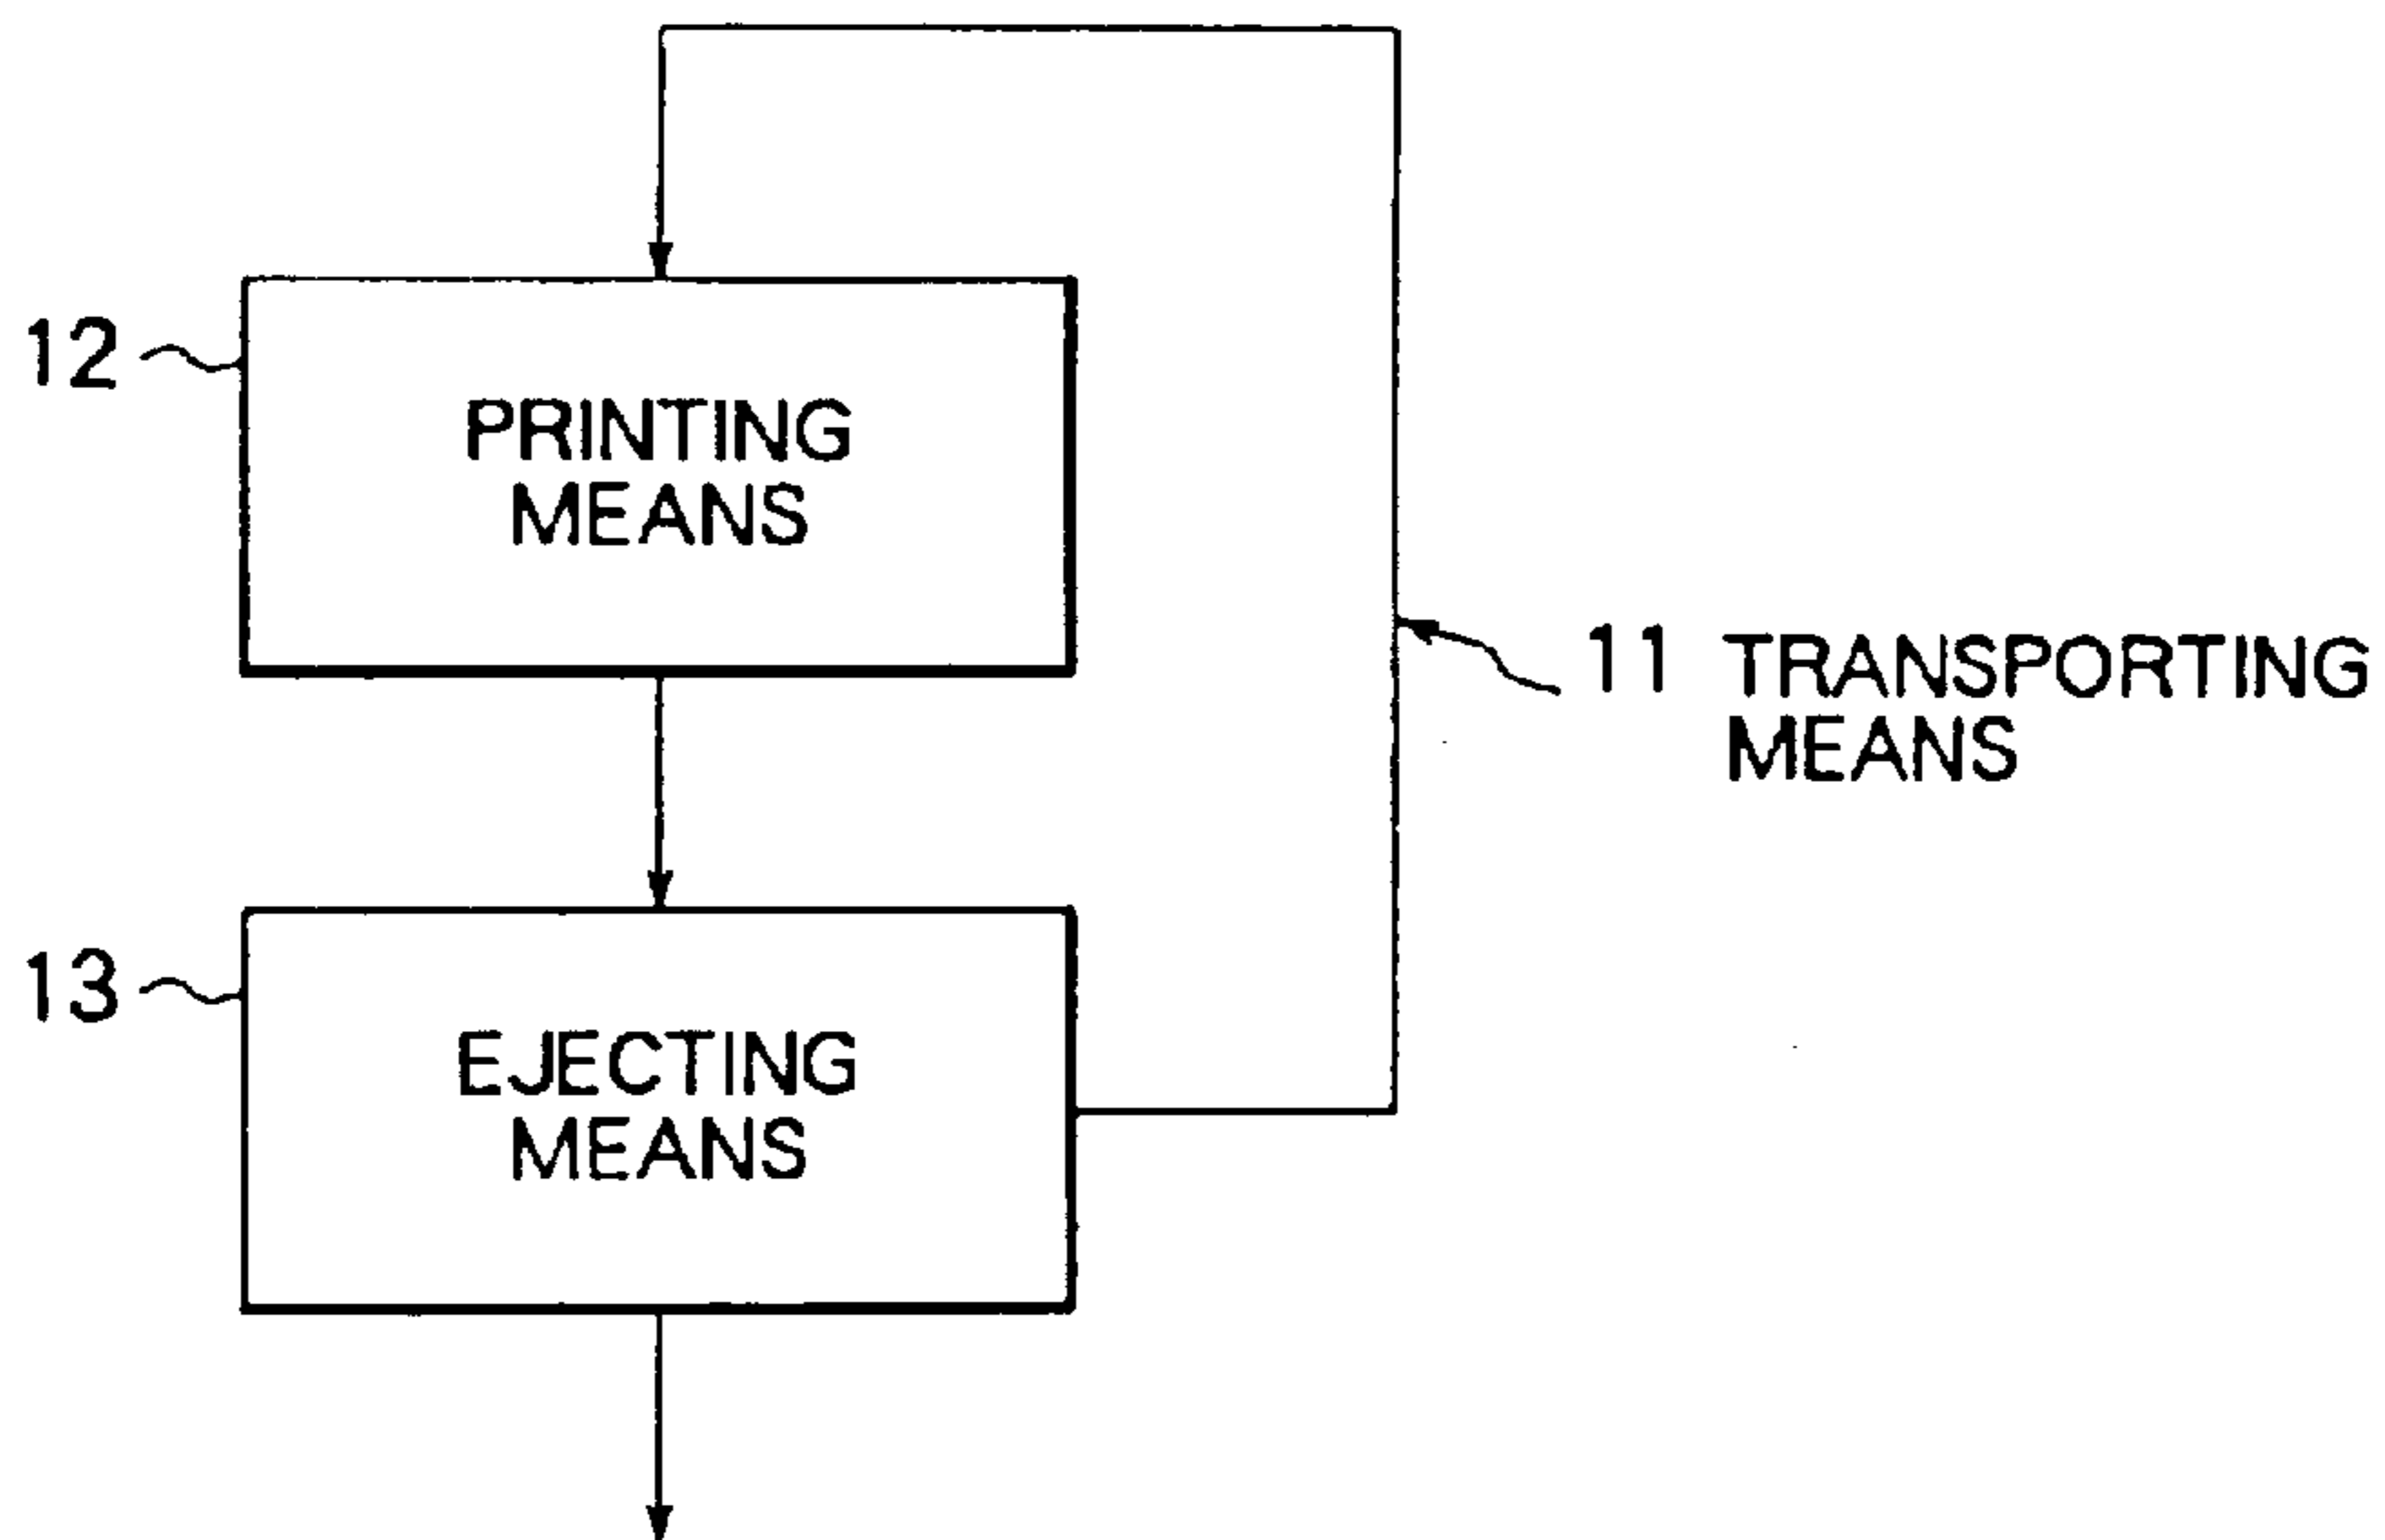 12
PRINTING
MEANS
11 TRANSPORTING
MEANS
13
EJECTING
MEANS